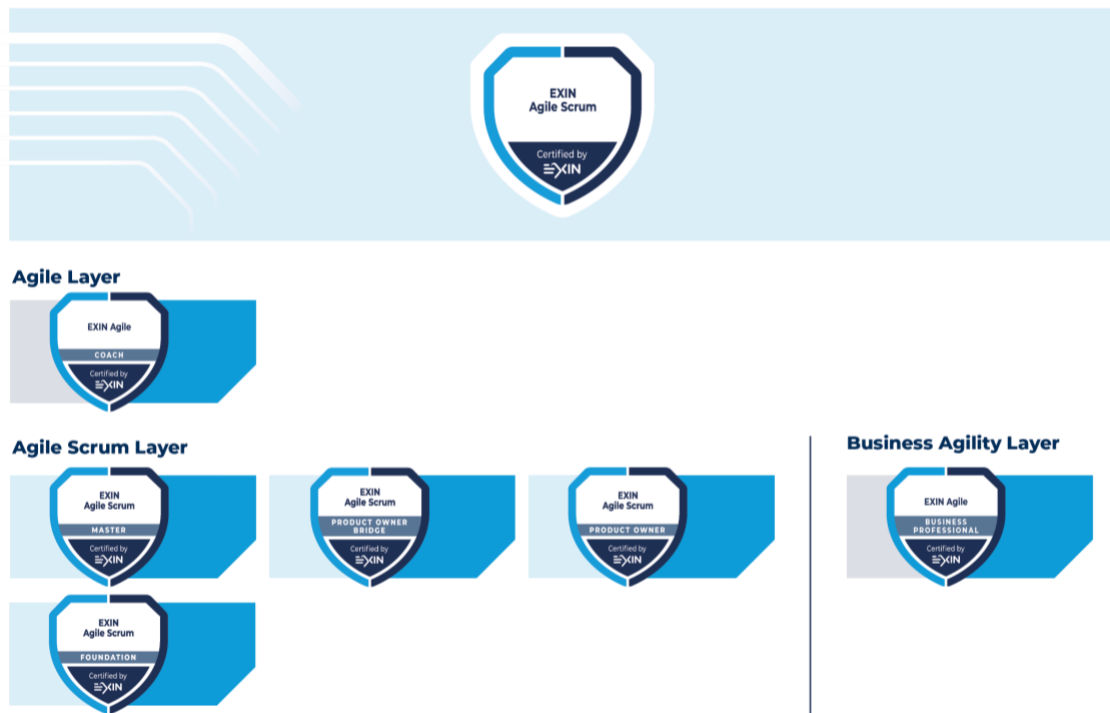 EXIN
Agile Scrum
Certified by
EXIN
Agile Layer
EXIN Agile
COACH
Certified by
EXIN
Agile Scrum Layer
EXIN
Agile Scrum
MASTER
Certified by
EXIN
EXIN
Agile Scrum
PRODUCT OWNER
BRIDGE
Certified by
EXIN
EXIN
Agile Scrum
PRODUCT OWNER
Certified by
EXIN
Business Agility Layer
EXIN Agile
BUSINESS
PROFESSIONAL
Certified by
EXIN
EXIN
Agile Scrum
FOUNDATION
Certified by
EXIN